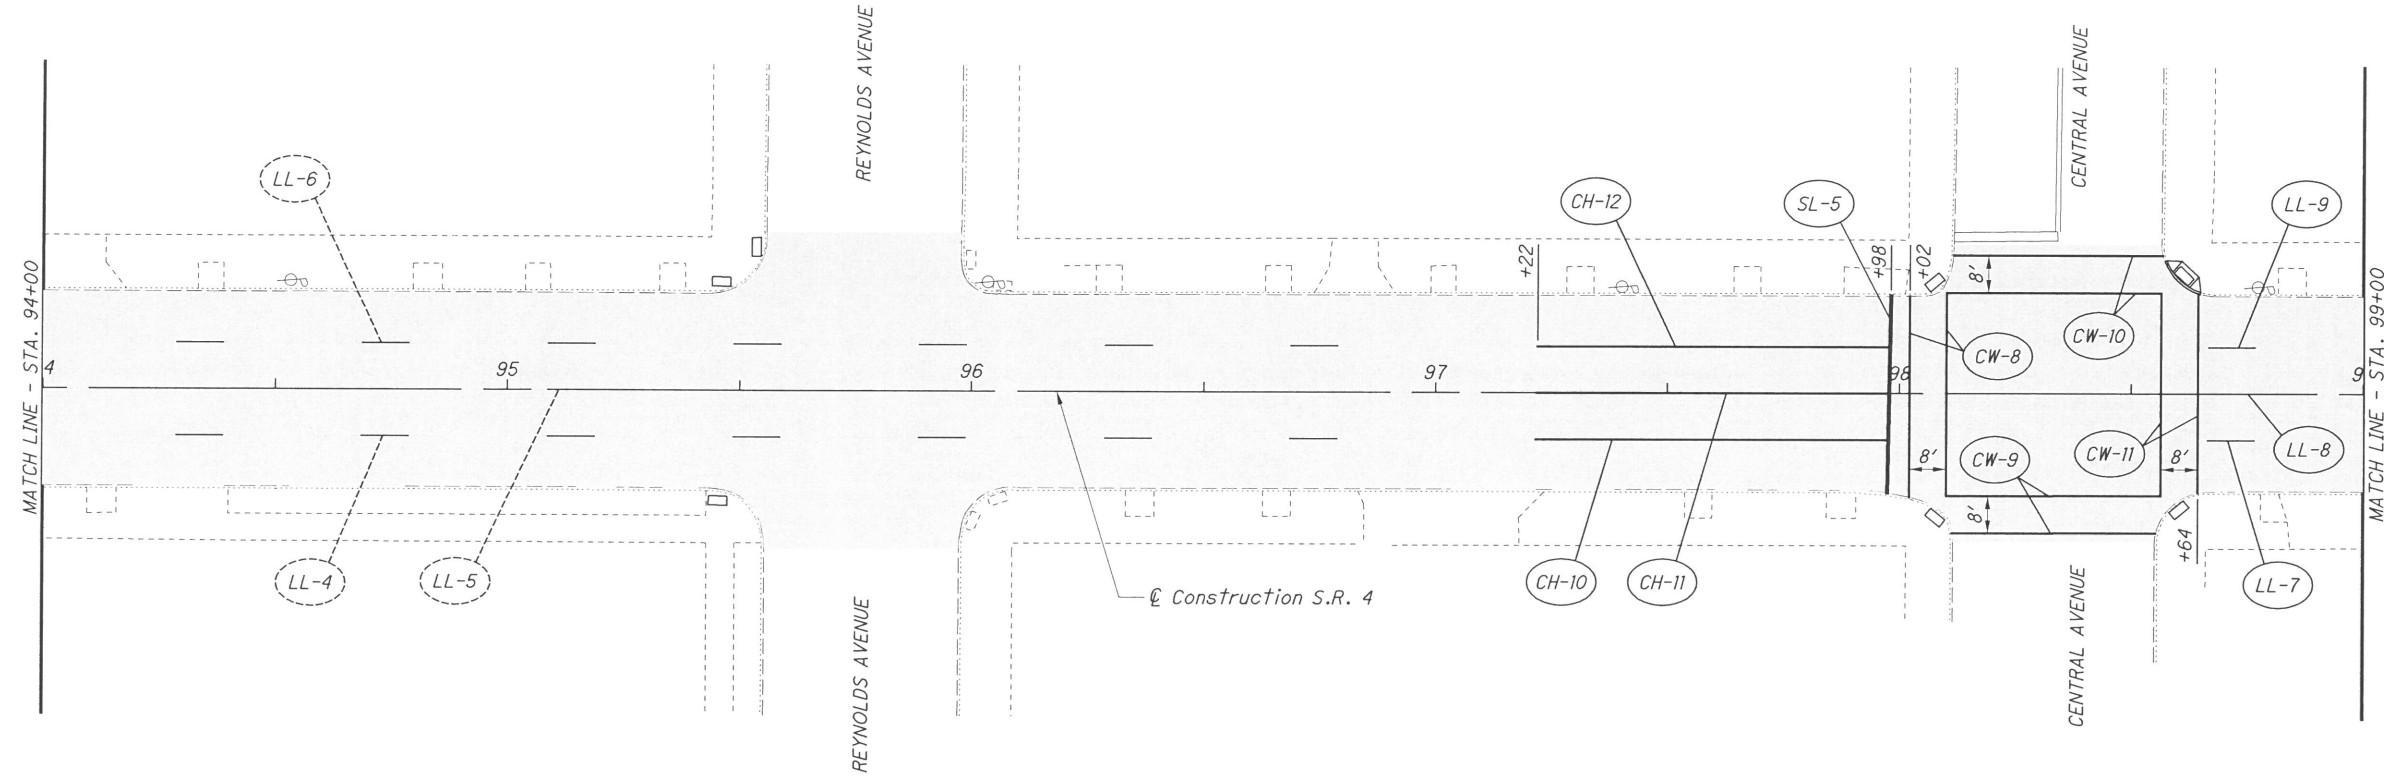 REYNOLDS AVENUE
CENTRAL AVENUE
LL-6
CH-12
SL-5
LL-9
+22
+98
+02
8'
CW-10
CW-8
MATCH LINE - STA. 94+00
4
95
96
97
98
9
MATCH LINE - STA. 99+00
CW-9
CW-11
LL-8
8'
8'
8'
+64
LL-4
LL-5
CH-10
CH-11
LL-7
℄ Construction S.R. 4
REYNOLDS AVENUE
CENTRAL AVENUE